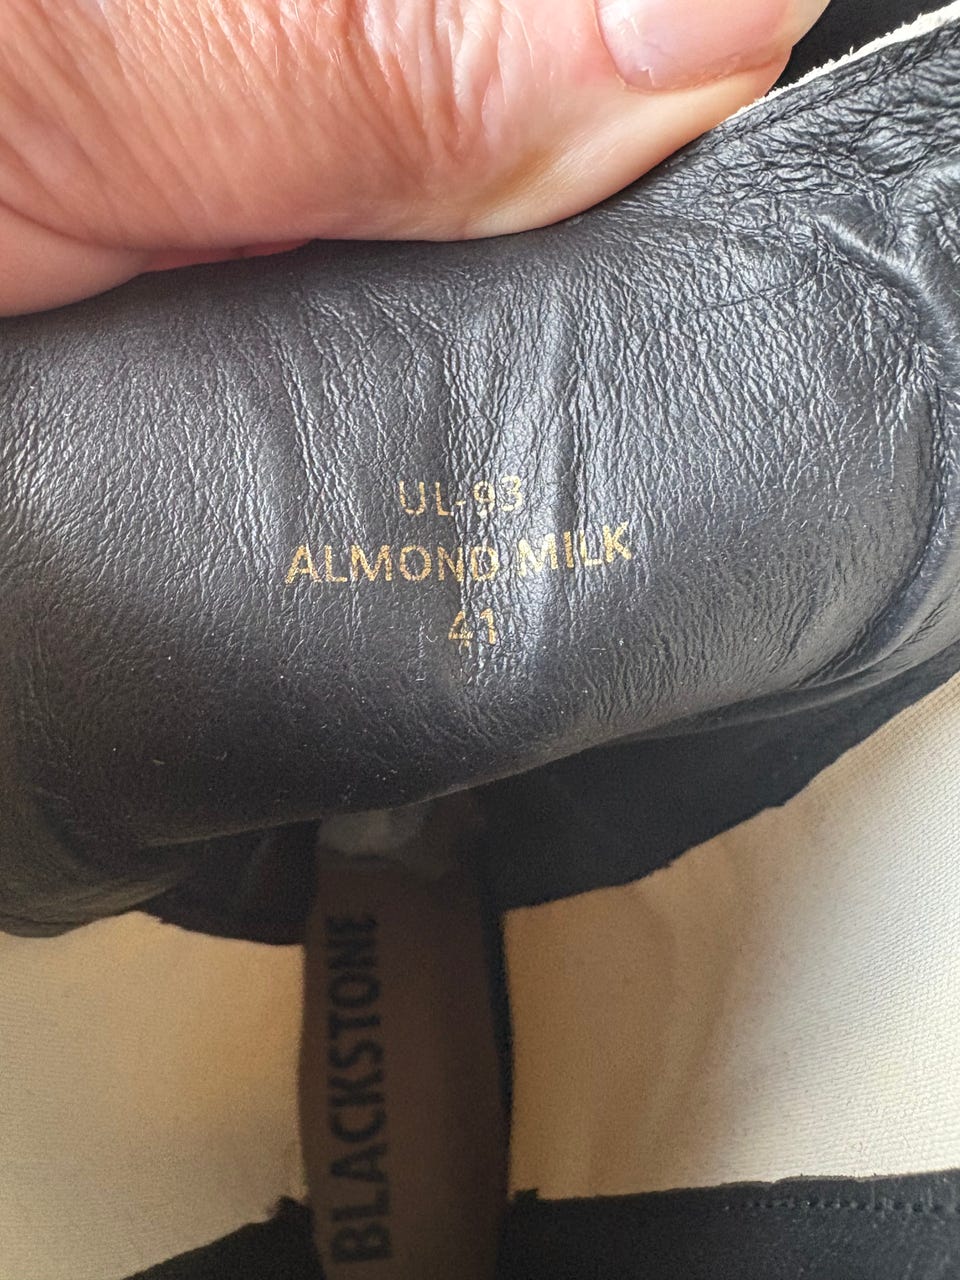 UL-93
ALMOND MILK
41
BLACKSTONE